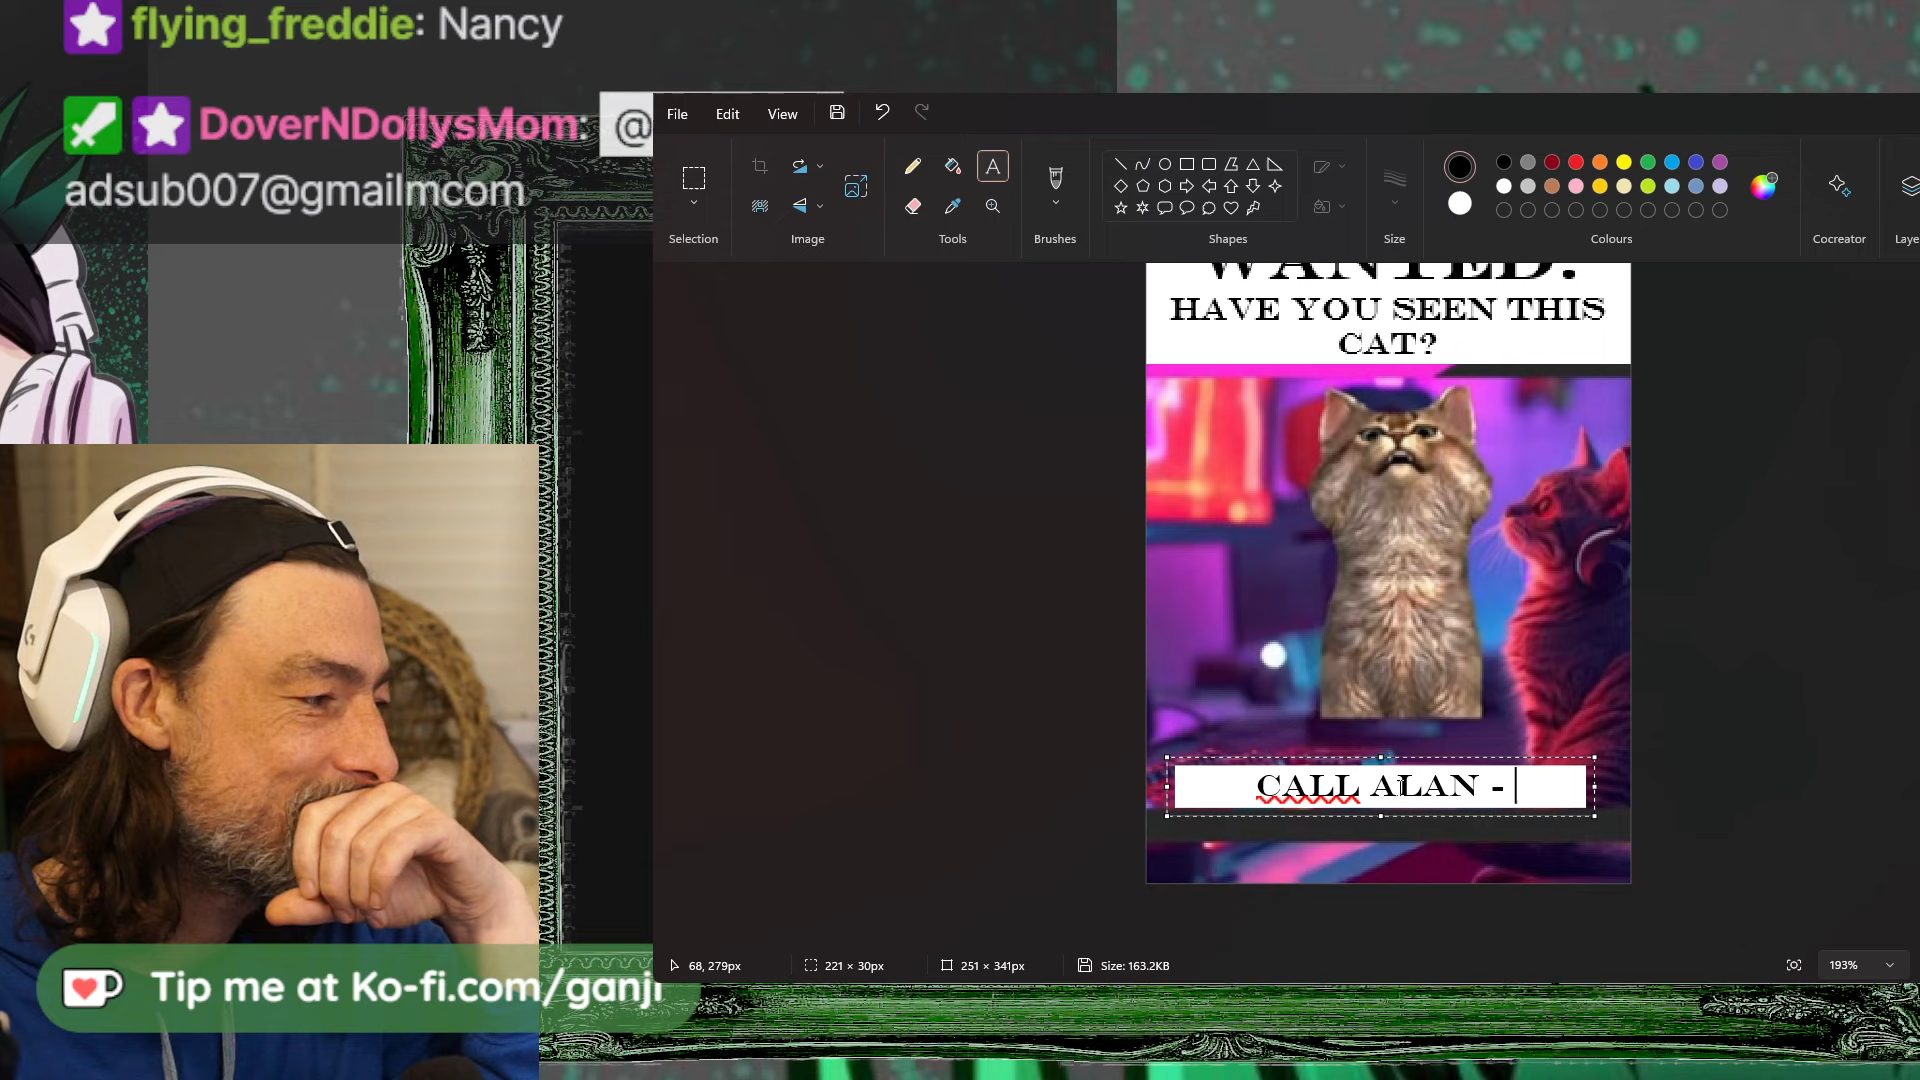 flying_freddie: Nancy
DoverNDollysMom: @
adsub007@gmailmcom
File Edit View
A
Selection Image Tools Brushes Shapes Size Colours Cocreator Laye
WANTED:
HAVE YOU SEEN THIS
CAT?
CALL ALAN -
Tip me at Ko-fi.com/ganji
68, 279px 221 × 30px 251 × 341px Size: 163.2KB 193%